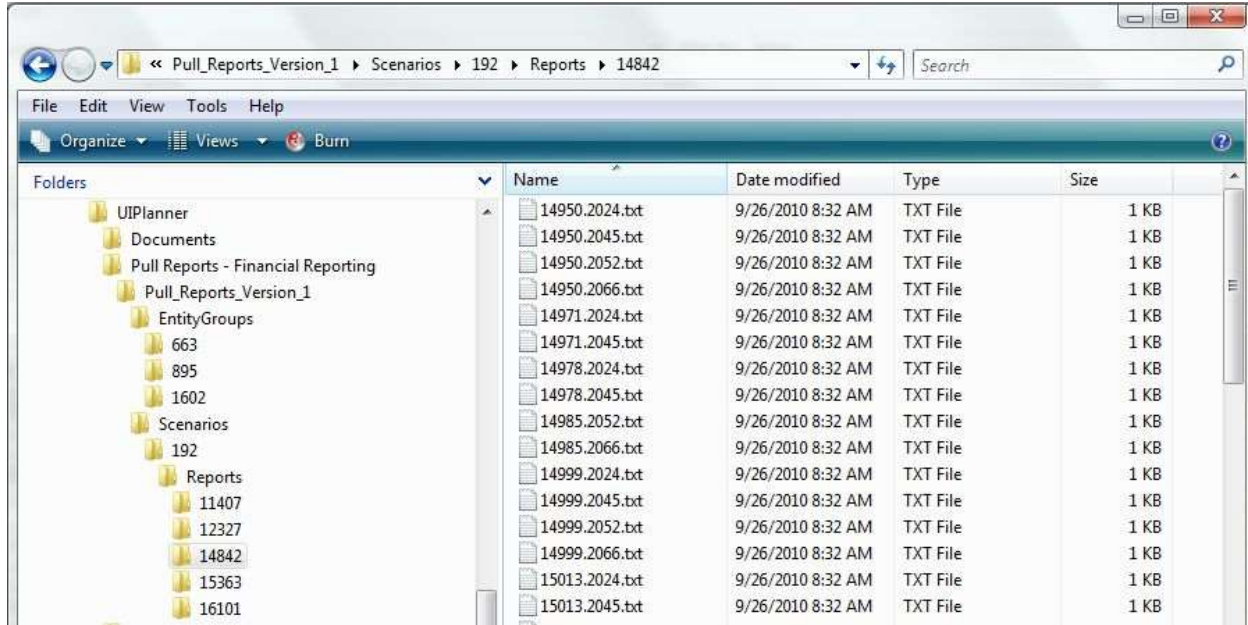 « Pull_Reports_Version_1 ▸ Scenarios ▸ 192 ▸ Reports ▸ 14842 Search
File Edit View Tools Help
Organize Views Burn
Folders
UIPlanner
Documents
Pull Reports - Financial Reporting
Pull_Reports_Version_1
EntityGroups
663
895
1602
Scenarios
192
Reports
11407
12327
14842
15363
16101
Name Date modified Type Size
14950.2024.txt 9/26/2010 8:32 AM TXT File 1 KB
14950.2045.txt 9/26/2010 8:32 AM TXT File 1 KB
14950.2052.txt 9/26/2010 8:32 AM TXT File 1 KB
14950.2066.txt 9/26/2010 8:32 AM TXT File 1 KB
14971.2024.txt 9/26/2010 8:32 AM TXT File 1 KB
14971.2045.txt 9/26/2010 8:32 AM TXT File 1 KB
14978.2024.txt 9/26/2010 8:32 AM TXT File 1 KB
14978.2045.txt 9/26/2010 8:32 AM TXT File 1 KB
14985.2052.txt 9/26/2010 8:32 AM TXT File 1 KB
14985.2066.txt 9/26/2010 8:32 AM TXT File 1 KB
14999.2024.txt 9/26/2010 8:32 AM TXT File 1 KB
14999.2045.txt 9/26/2010 8:32 AM TXT File 1 KB
14999.2052.txt 9/26/2010 8:32 AM TXT File 1 KB
14999.2066.txt 9/26/2010 8:32 AM TXT File 1 KB
15013.2024.txt 9/26/2010 8:32 AM TXT File 1 KB
15013.2045.txt 9/26/2010 8:32 AM TXT File 1 KB